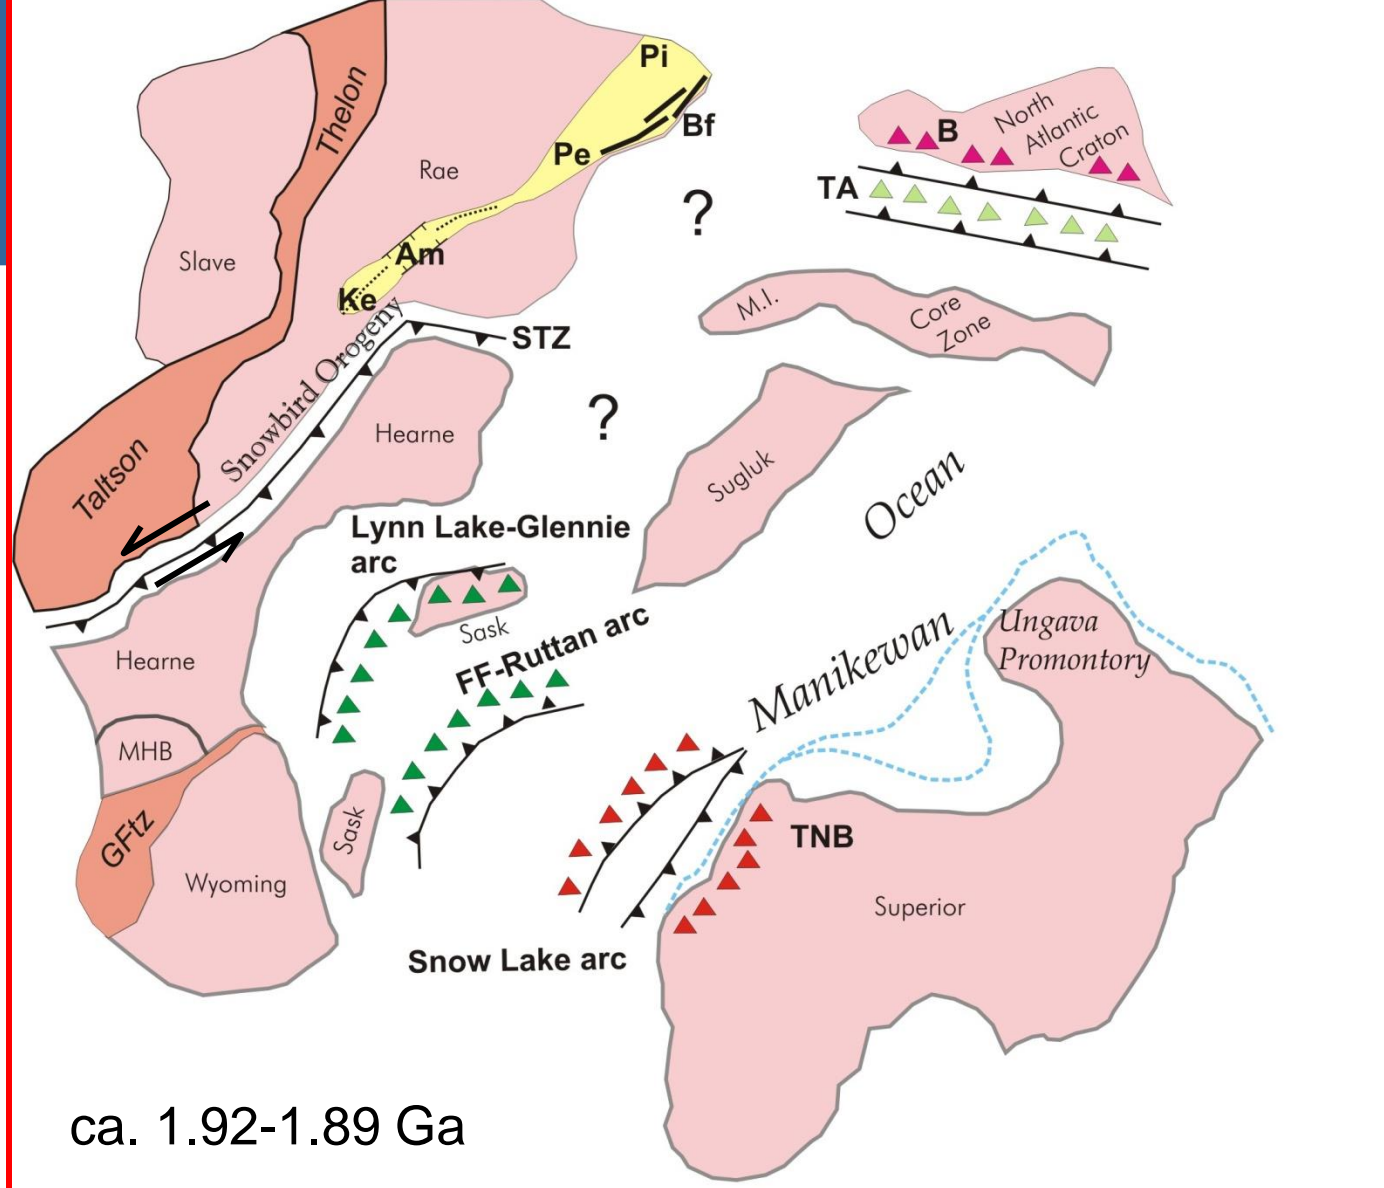 Pi
Thelon
Bf
Pe
Rae
B
North
Atlantic
Craton
TA
?
Slave
Am
Ke
M.I.
Core
Zone
STZ
Snowbird Orogeny
?
Hearne
Taltson
Sugluk
Ocean
Lynn Lake-Glennie
arc
Sask
FF-Ruttan arc
Manikewan
Ungava
Promontory
Hearne
MHB
GFtz
Sask
TNB
Wyoming
Superior
Snow Lake arc
ca. 1.92-1.89 Ga